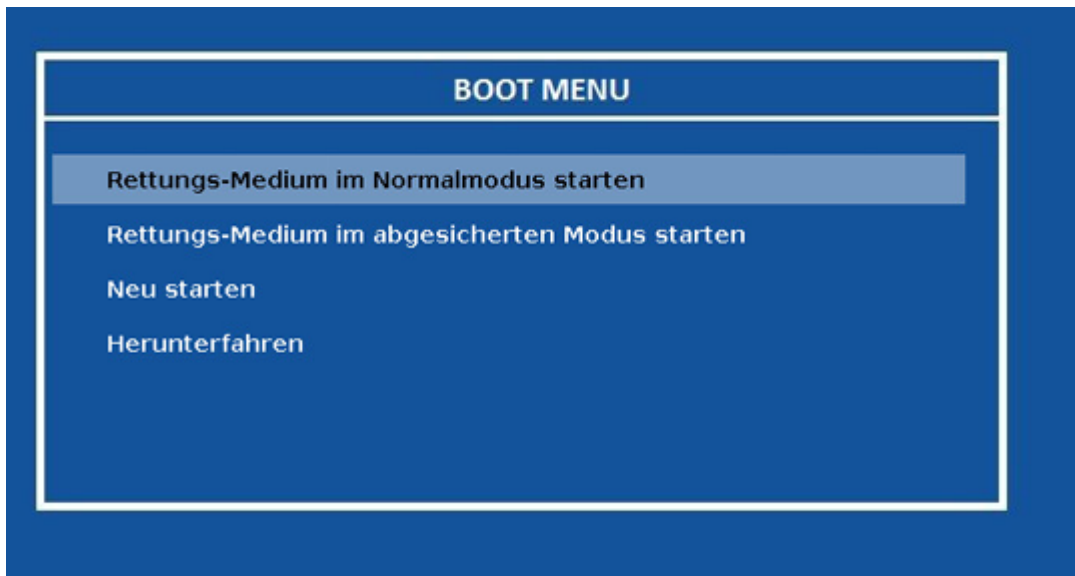 BOOT MENU
Rettungs-Medium im Normalmodus starten
Rettungs-Medium im abgesicherten Modus starten
Neu starten
Herunterfahren